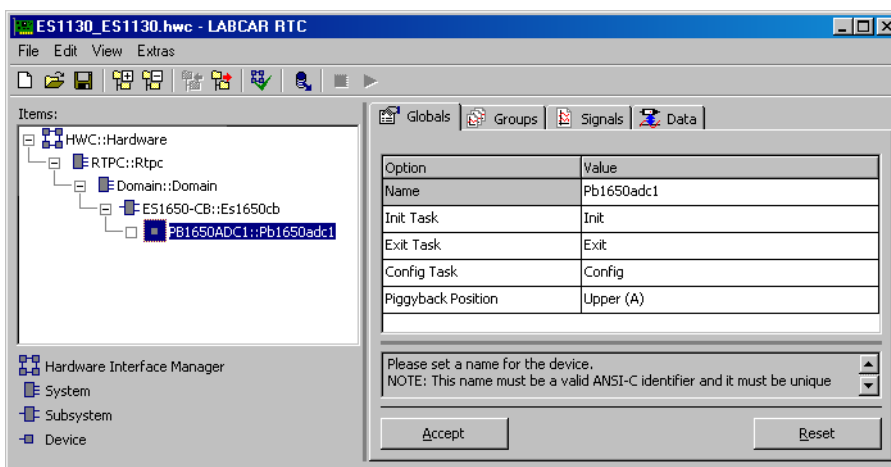 ES1130_ES1130.hwc - LABCAR RTC
File Edit View Extras
Items:
HWC::Hardware
RTPC::Rtpc
Domain::Domain
ES1650-CB::Es1650cb
PB1650ADC1::Pb1650adc1
Hardware Interface Manager
System
Subsystem
Device
Globals Groups Signals Data
Option Value
Name Pb1650adc1
Init Task Init
Exit Task Exit
Config Task Config
Piggyback Position Upper (A)
Please set a name for the device.
NOTE: This name must be a valid ANSI-C identifier and it must be unique
Accept Reset